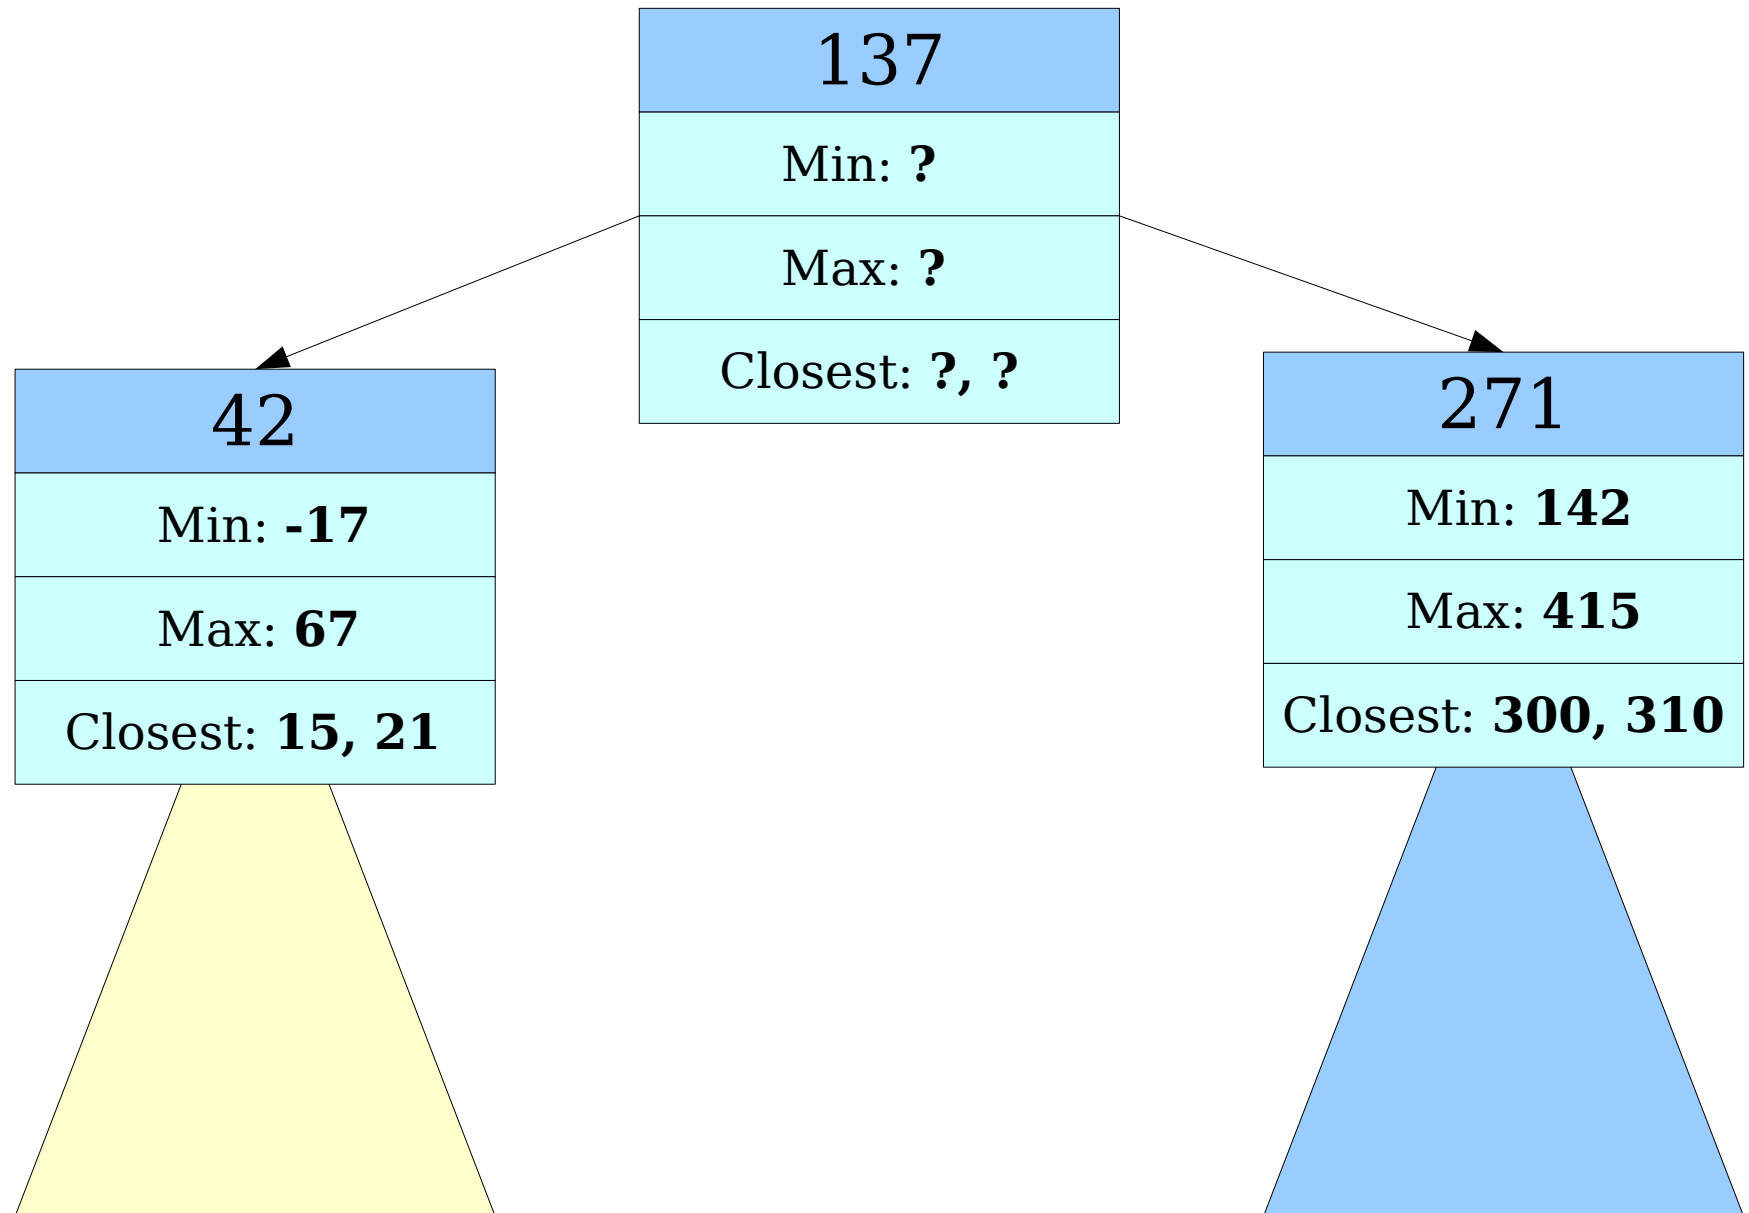 137
Min: ?
Max: ?
Closest: ?, ?
42
Min: -17
Max: 67
Closest: 15, 21
271
Min: 142
Max: 415
Closest: 300, 310